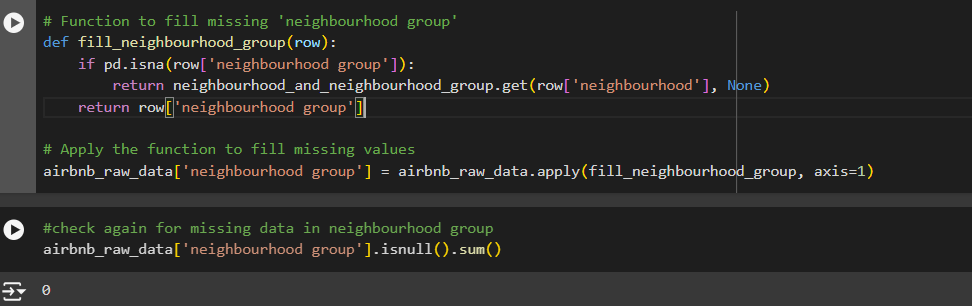 # Function to fill missing 'neighbourhood group'
def fill_neighbourhood_group(row):
    if pd.isna(row['neighbourhood group']):
        return neighbourhood_and_neighbourhood_group.get(row['neighbourhood'], None)
    return row['neighbourhood group']

# Apply the function to fill missing values
airbnb_raw_data['neighbourhood group'] = airbnb_raw_data.apply(fill_neighbourhood_group, axis=1)
#check again for missing data in neighbourhood group
airbnb_raw_data['neighbourhood group'].isnull().sum()
0